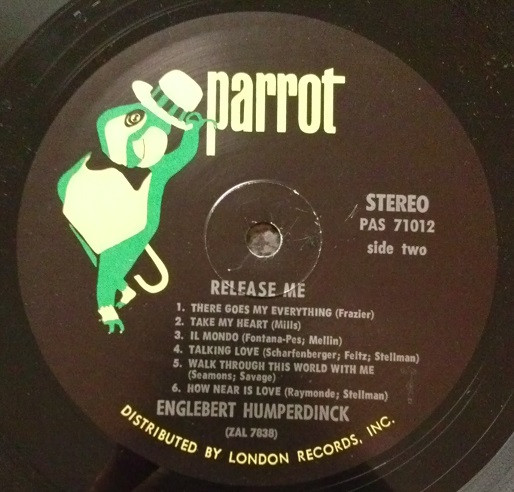 parrot
STEREO
PAS 71012
side two
RELEASE ME
1. THERE GOES MY EVERYTHING (Frazier)
2. TAKE MY HEART (Mills)
3. IL MONDO (Fontana-Pes; Mellin)
4. TALKING LOVE (Scharfenberger; Feitz; Stellman)
5. WALK THROUGH THIS WORLD WITH ME
(Seamons; Savage)
6. HOW NEAR IS LOVE (Raymonde; Stellman)
ENGLEBERT HUMPERDINCK
(ZAL 7838)
DISTRIBUTED BY LONDON RECORDS, INC.